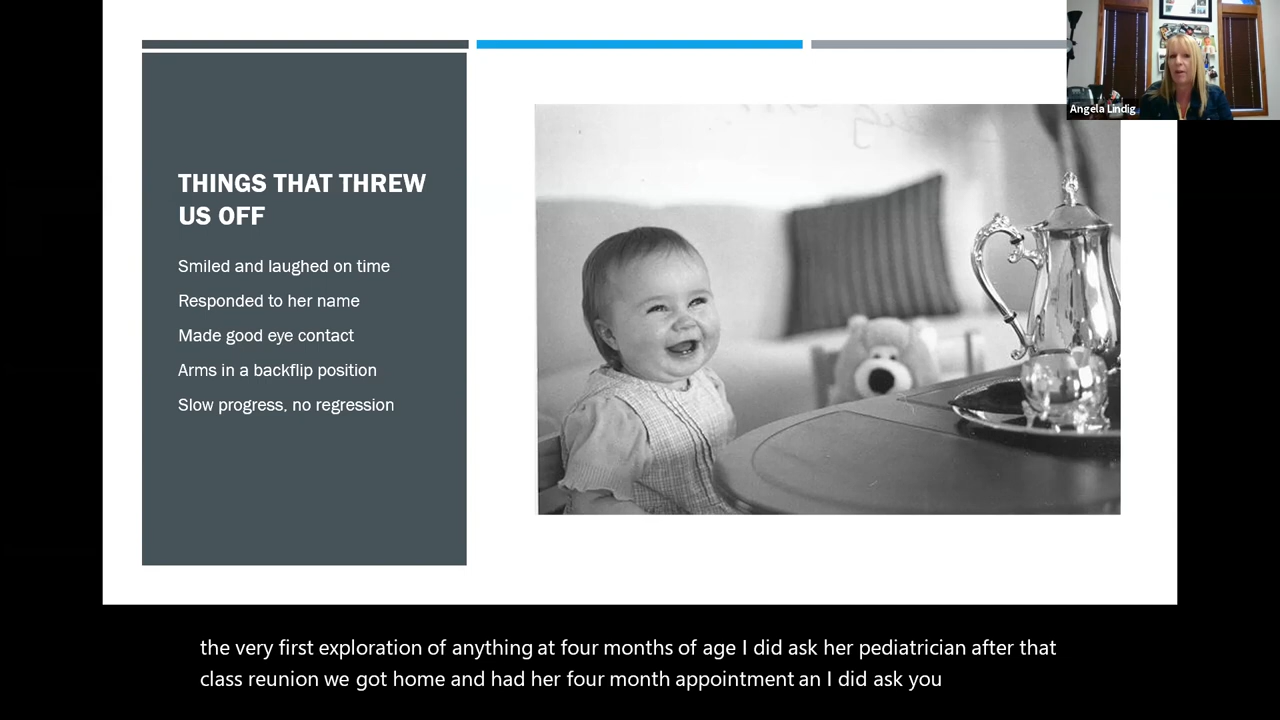 Angela Lindig
THINGS THAT THREW
US OFF
Smiled and laughed on time
Responded to her name
Made good eye contact
Arms in a backflip position
Slow progress, no regression
the very first exploration of anything at four months of age I did ask her pediatrician after that
class reunion we got home and had her four month appointment an I did ask you